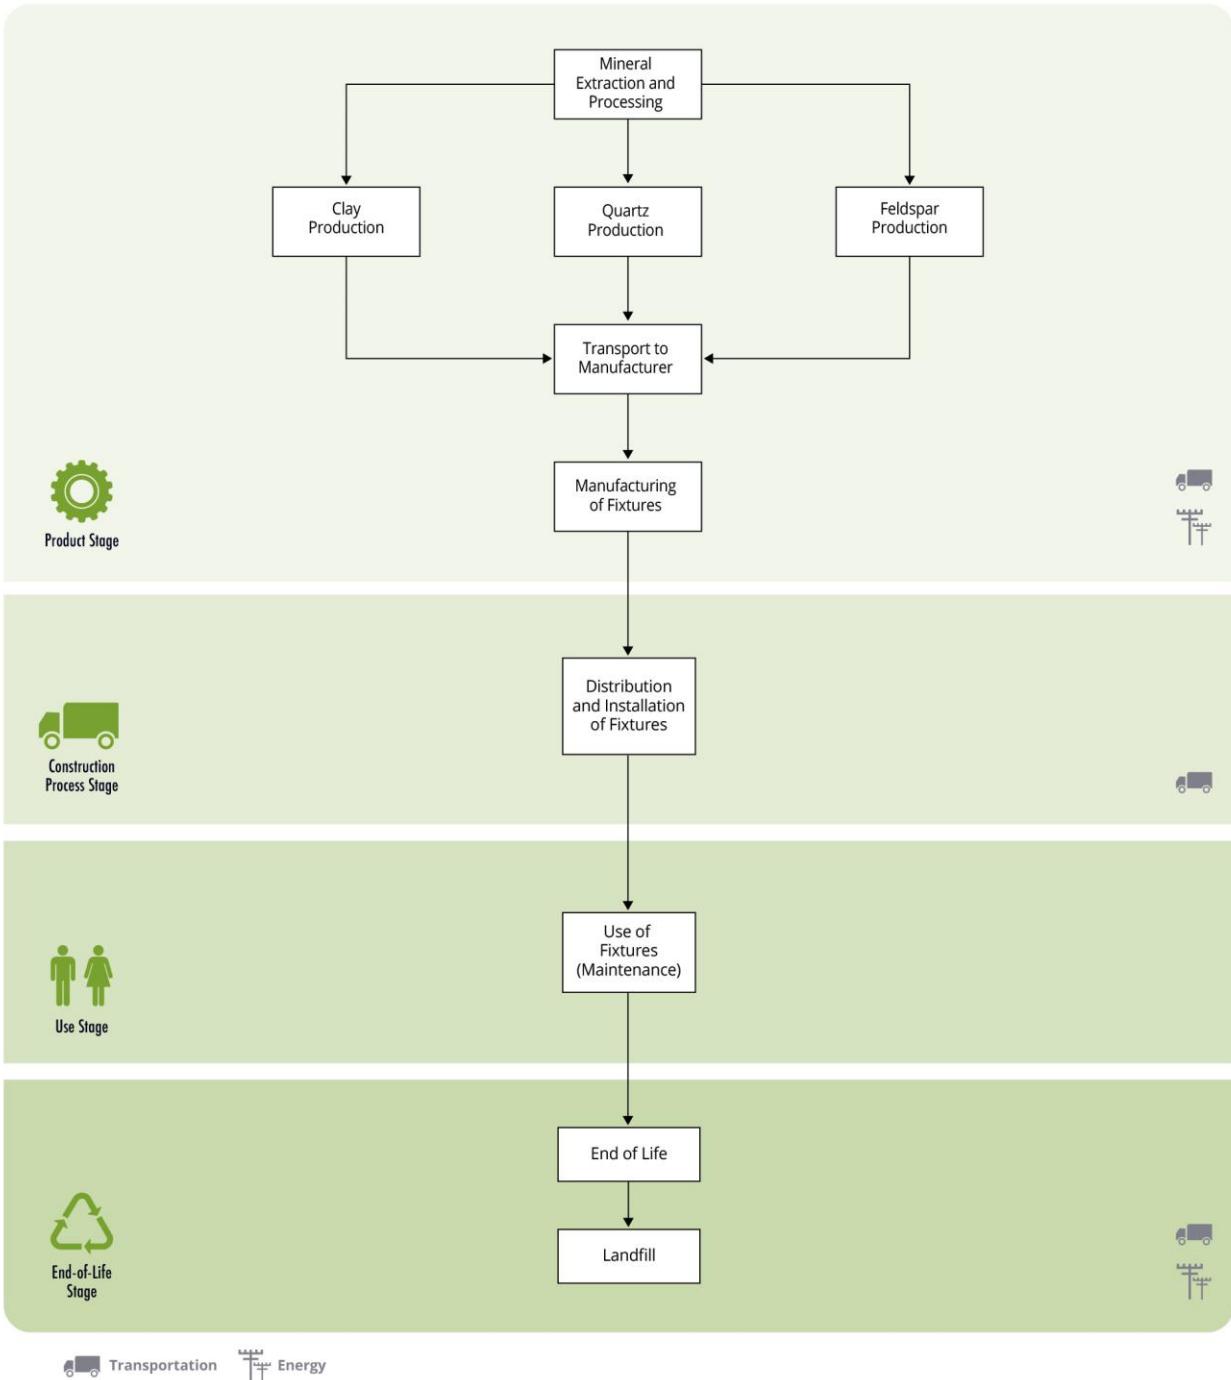 Mineral
Extraction and
Processing
Clay
Production
Quartz
Production
Feldspar
Production
Transport to
Manufacturer
Manufacturing
of Fixtures
Product Stage
Distribution
and Installation
of Fixtures
Construction
Process Stage
Use of
Fixtures
(Maintenance)
Use Stage
End of Life
Landfill
End-of-Life
Stage
Transportation
Energy